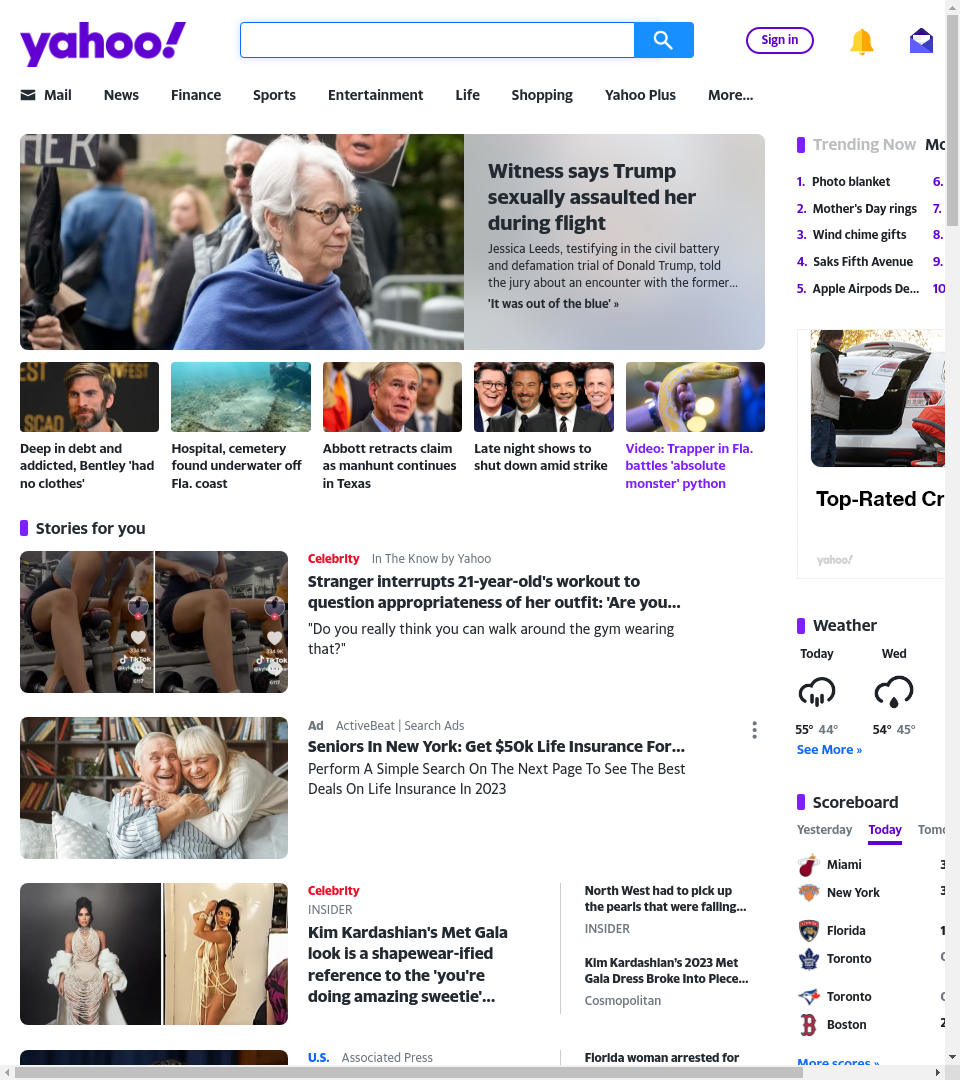 yahoo!
Sign in
Mail
News
Finance
Sports
Entertainment
Life
Shopping
Yahoo Plus
More...
HER
Witness says Trump
sexually assaulted her
during flight
Jessica Leeds, testifying in the civil battery
and defamation trial of Donald Trump, told
the jury about an encounter with the former...
'It was out of the blue' »
EST
TVFEST
SCAD
Deep in debt and
addicted, Bentley 'had
no clothes'
Hospital, cemetery
found underwater off
Fla. coast
Abbott retracts claim
as manhunt continues
in Texas
Late night shows to
shut down amid strike
Video: Trapper in Fla.
battles 'absolute
monster' python
Stories for you
TikTok
TikTok
Celebrity
In The Know by Yahoo
Stranger interrupts 21-year-old's workout to
question appropriateness of her outfit: 'Are you...
"Do you really think you can walk around the gym wearing
that?"
Ad
ActiveBeat | Search Ads
Seniors In New York: Get $50k Life Insurance For...
Perform A Simple Search On The Next Page To See The Best
Deals On Life Insurance In 2023
Celebrity
INSIDER
Kim Kardashian's Met Gala
look is a shapewear-ified
reference to the 'you're
doing amazing sweetie'...
North West had to pick up
the pearls that were falling...
INSIDER
Kim Kardashian's 2023 Met
Gala Dress Broke Into Piece...
Cosmopolitan
U.S.
Associated Press
Florida woman arrested for
Trending Now
1. Photo blanket
2. Mother's Day rings
3. Wind chime gifts
4. Saks Fifth Avenue
5. Apple Airpods De...
6.
7.
8.
9.
10
Top-Rated Cr
yahoo!
Weather
Today
Wed
55° 44°
54° 45°
See More »
Scoreboard
Yesterday
Today
Tomo
Miami
New York
Florida
Toronto
Toronto
Boston
More scores »